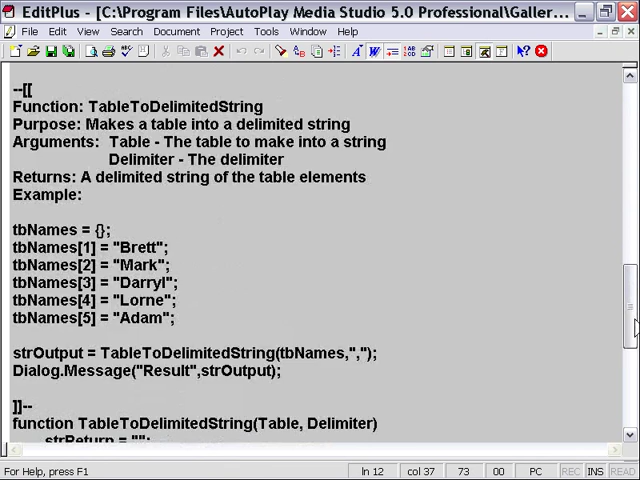 EditPlus - [C:\Program Files\AutoPlay Media Studio 5.0 Professional\Galler...
File Edit View Search Document Project Tools Window Help
--[[
Function: TableToDelimitedString
Purpose: Makes a table into a delimited string
Arguments: Table - The table to make into a string
Delimiter - The delimiter
Returns: A delimited string of the table elements
Example:
tbNames = {};
tbNames[1] = "Brett";
tbNames[2] = "Mark";
tbNames[3] = "Darryl";
tbNames[4] = "Lorne";
tbNames[5] = "Adam";
strOutput = TableToDelimitedString(tbNames,",");
Dialog.Message("Result",strOutput);
]]--
function TableToDelimitedString(Table, Delimiter)
strReturn = "";
For Help, press F1 ln 12 col 37 73 00 PC REC INS READ